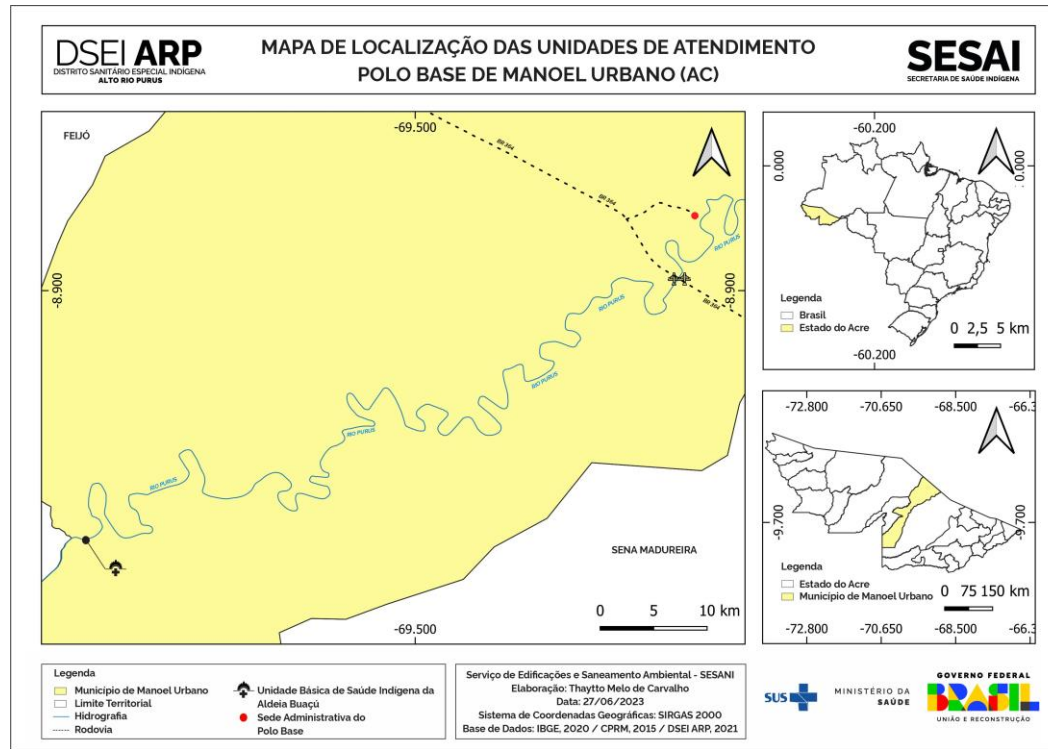 DSEI ARP
DISTRITO SANITÁRIO ESPECIAL INDÍGENA
ALTO RIO PURUS
MAPA DE LOCALIZAÇÃO DAS UNIDADES DE ATENDIMENTO
POLO BASE DE MANOEL URBANO (AC)
SESAI
SECRETARIA DE SAÚDE INDÍGENA
FEIJÓ
-69.500
BR 364
RIO PURUS
-8.900
-8.900
BR 364
RIO PURUS
RIO PURUS
RIO PURUS
RIO PURUS
SENA MADUREIRA
0 5 10 km
-69.500
-60.200
0.000
0.000
Legenda
Brasil
Estado do Acre
0 2,5 5 km
-60.200
-72.800 -70.650 -68.500 -66.3
-9.700
-9.700
Legenda
Estado do Acre
Município de Manoel Urbano
0 75 150 km
-72.800 -70.650 -68.500 -66.3
Legenda
Município de Manoel Urbano
Limite Territorial
Hidrografia
Rodovia
Unidade Básica de Saúde Indígena da
Aldeia Buaçú
Sede Administrativa do
Polo Base
Serviço de Edificações e Saneamento Ambiental - SESANI
Elaboração: Thaytto Melo de Carvalho
Data: 27/06/2023
Sistema de Coordenadas Geográficas: SIRGAS 2000
Base de Dados: IBGE, 2020 / CPRM, 2015 / DSEI ARP, 2021
SUS
MINISTÉRIO DA
SAÚDE
GOVERNO FEDERAL
BRASIL
UNIÃO E RECONSTRUÇÃO